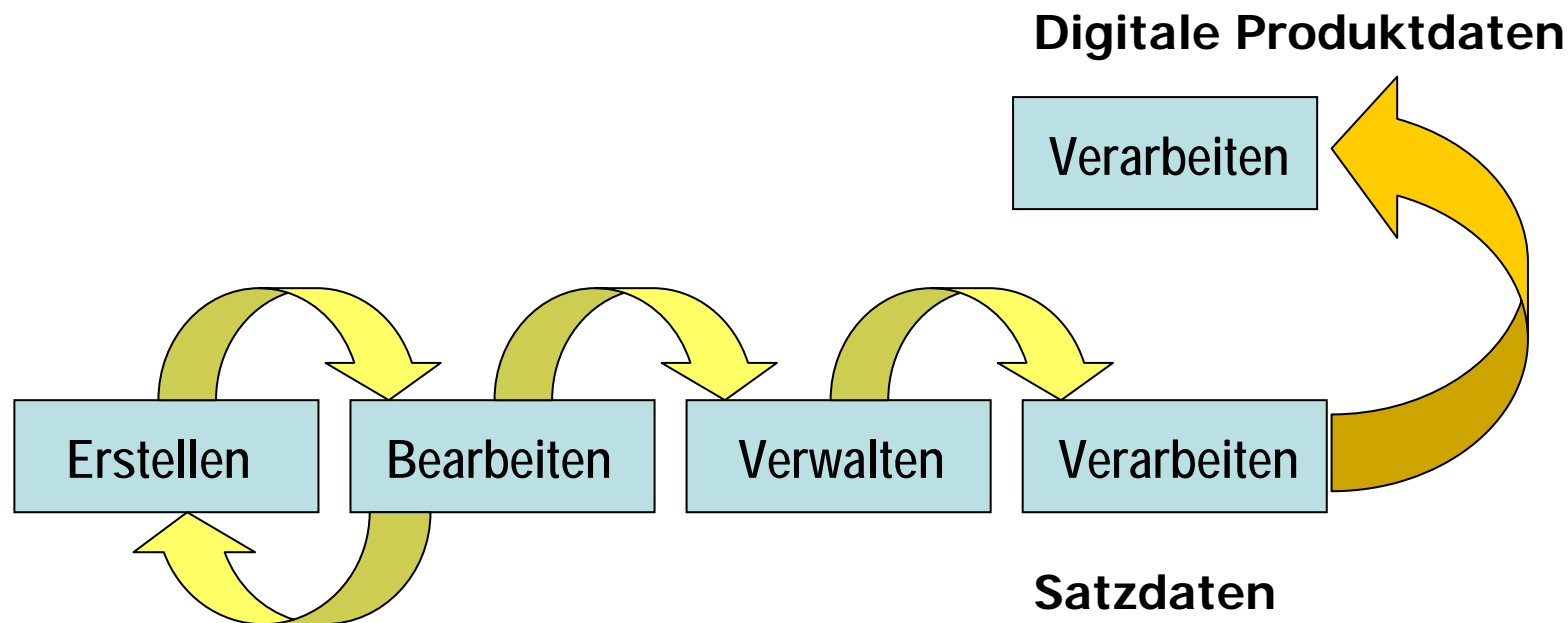 Digitale Produktdaten
Verarbeiten
Erstellen
Bearbeiten
Verwalten
Verarbeiten
Satzdaten